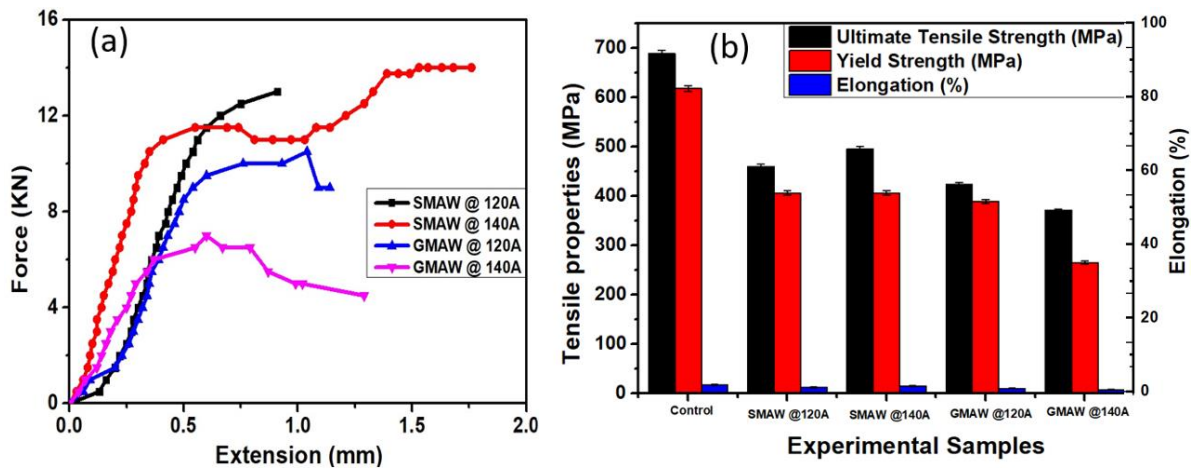 (a)
16
12
8
4
0
Force (KN)
0.0 0.5 1.0 1.5 2.0
Extension (mm)
SMAW @ 120A
SMAW @ 140A
GMAW @ 120A
GMAW @ 140A
(b)
Ultimate Tensile Strength (MPa)
Yield Strength (MPa)
Elongation (%)
700
600
500
400
300
200
100
0
Tensile properties (MPa)
100
80
60
40
20
0
Elongation (%)
Control SMAW @120A SMAW @140A GMAW @120A GMAW @140A
Experimental Samples